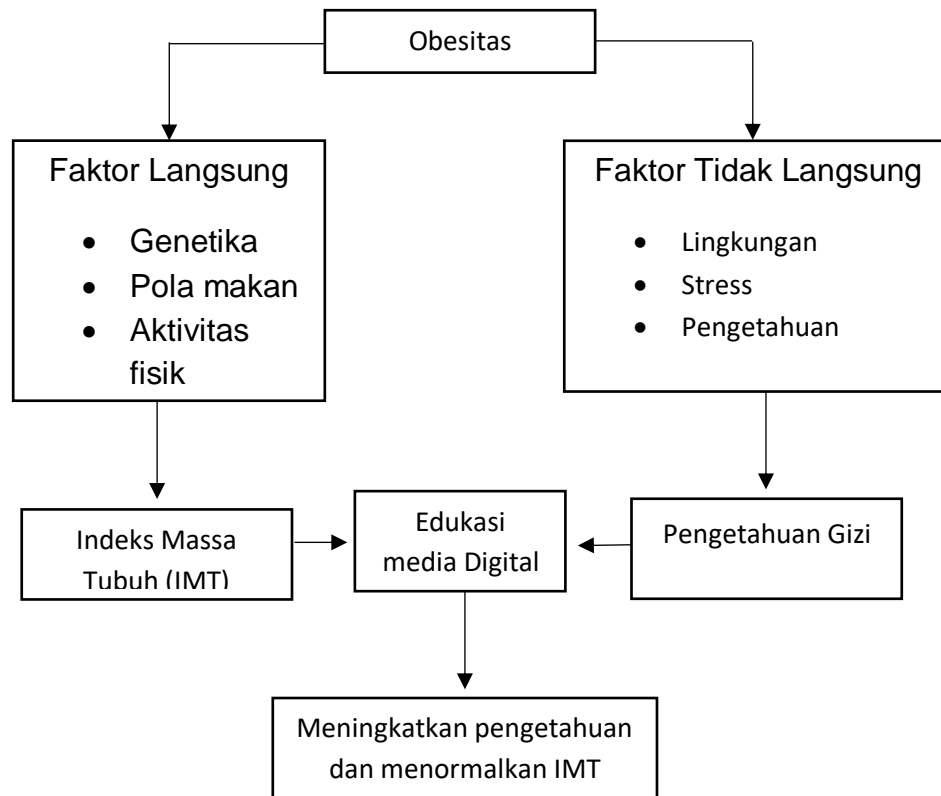 Obesitas
Faktor Langsung
• Genetika
• Pola makan
• Aktivitas
fisik
Faktor Tidak Langsung
• Lingkungan
• Stress
• Pengetahuan
Indeks Massa
Tubuh (IMT)
Edukasi
media Digital
Pengetahuan Gizi
Meningkatkan pengetahuan
dan menormalkan IMT